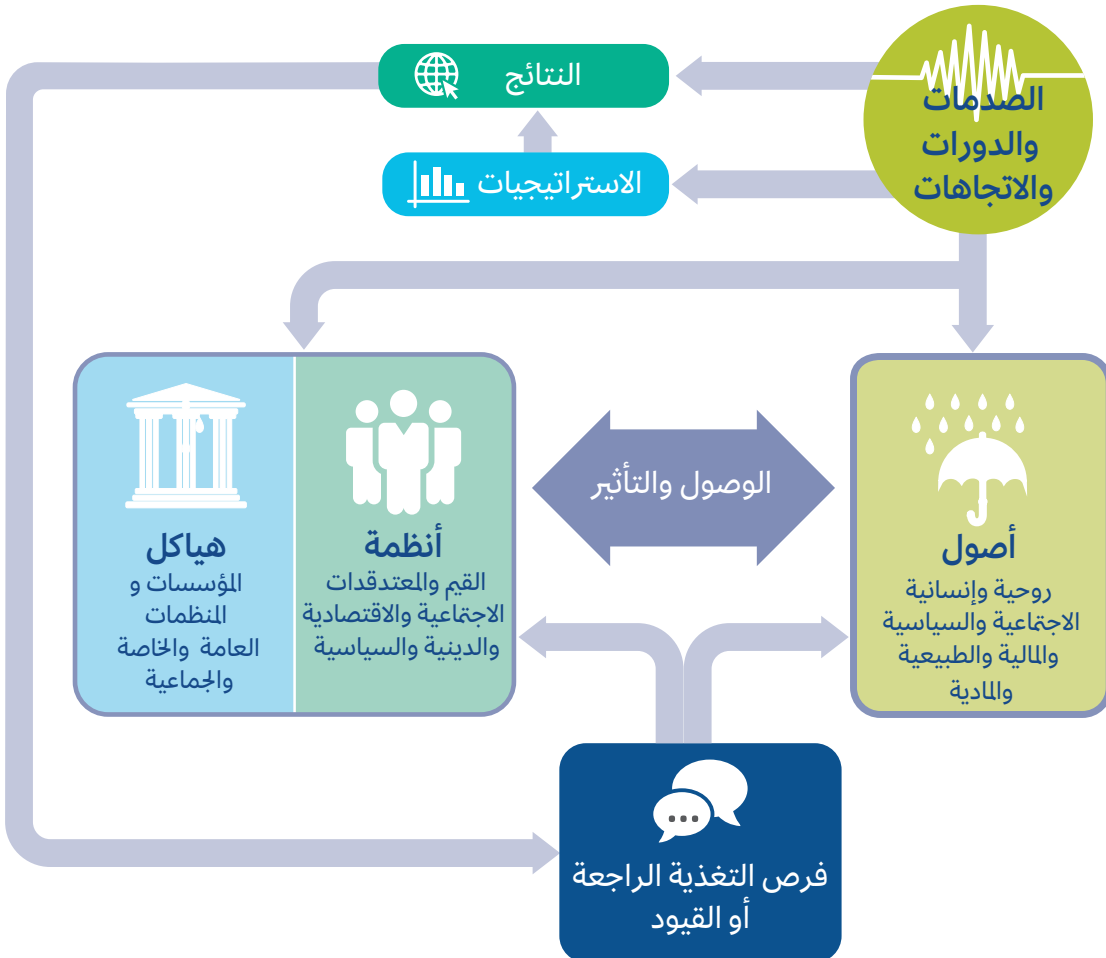 النتائج
الصدمات
والدورات
والاتجاهات
الاستراتيجيات
أصول
روحية وإنسانية
الاجتماعية والسياسية
والمالية والطبيعية
والمادية
الوصول والتأثير
أنظمة
القيم والمعتدقدات
الاجتماعية والاقتصادية
والدينية والسياسية
هياكل
المؤسسات و
المنظمات
العامة والخاصة
والجماعية
فرص التغذية الراجعة
أو القيود